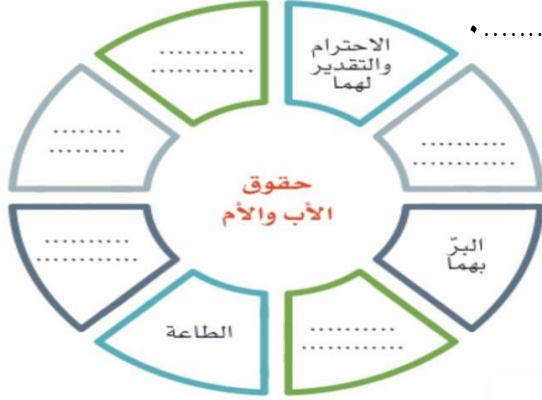 الاحترام
والتقدير
لهما
حقوق
الأب والأم
البرّ
بهما
الطاعة